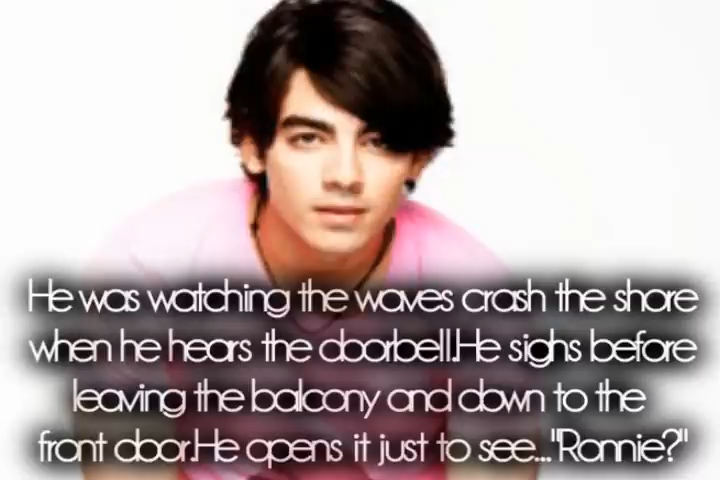 He was watching the waves crash the shore
when he hears the doorbell.He sighs before
leaving the balcony and down to the
front door.He opens it just to see..."Ronnie?"